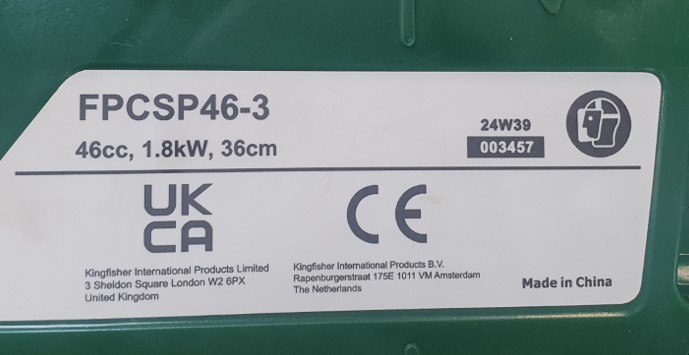 FPCSP46-3
46cc, 1.8kW, 36cm
24W39
003457
UK
CA
CE
Kingfisher International Products Limited
3 Sheldon Square London W2 6PX
United Kingdom
Kingfisher International Products B.V.
Rapenburgerstraat 175E 1011 VM Amsterdam
The Netherlands
Made in China